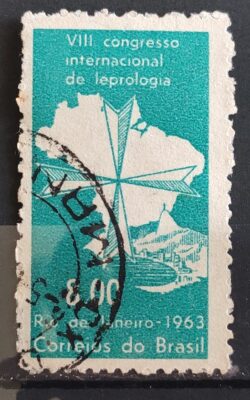 VIII congresso
internacional
de leprologia
8,00
Rio de Janeiro-1963
Correios do Brasil